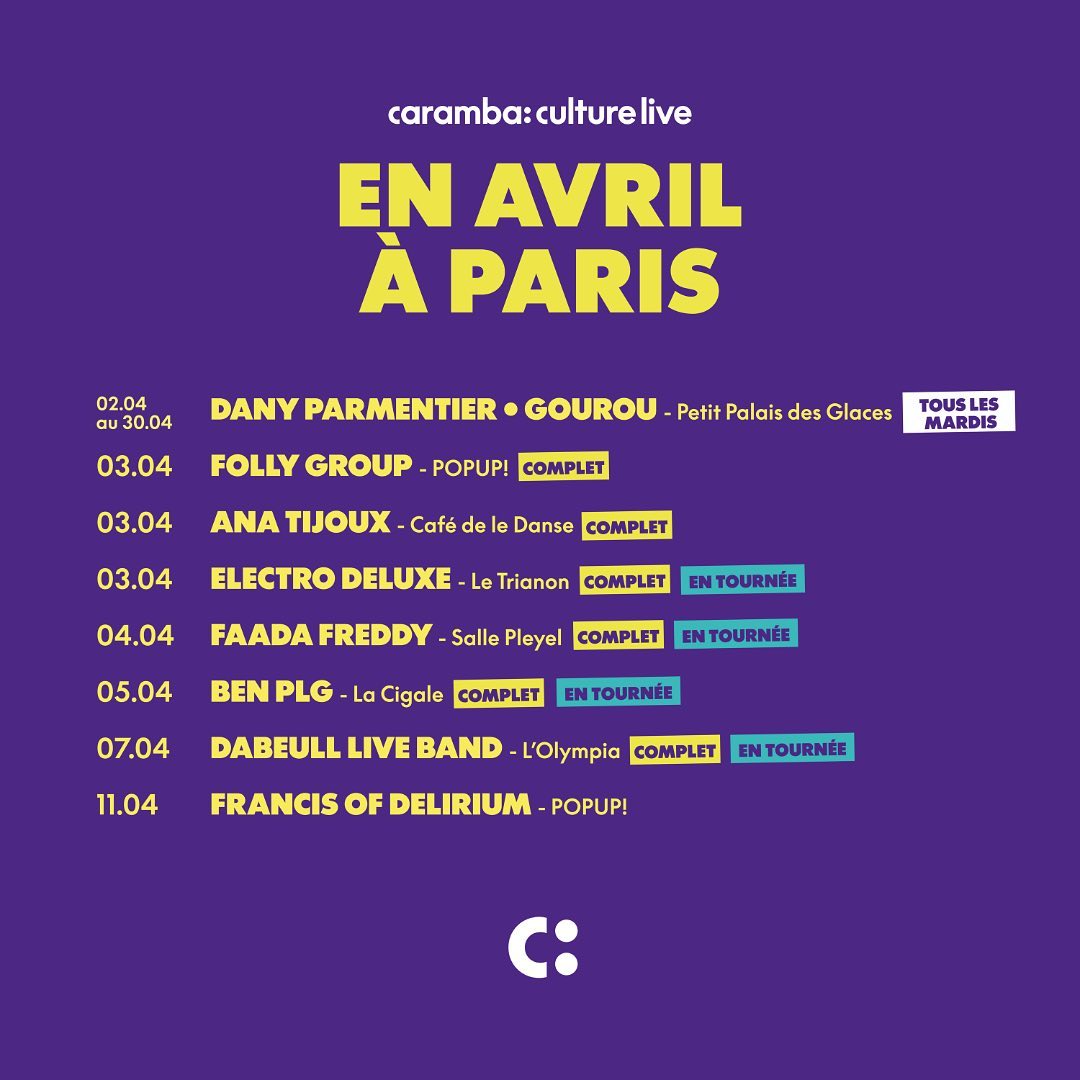 caramba: culture live
EN AVRIL
À PARIS
02.04
au 30.04
DANY PARMENTIER • GOUROU - Petit Palais des Glaces TOUS LES
MARDIS
03.04 FOLLY GROUP - POPUP! COMPLET
03.04 ANA TIJOUX - Café de le Danse COMPLET
03.04 ELECTRO DELUXE - Le Trianon COMPLET EN TOURNÉE
04.04 FAADA FREDDY - Salle Pleyel COMPLET EN TOURNÉE
05.04 BEN PLG - La Cigale COMPLET EN TOURNÉE
07.04 DABEULL LIVE BAND - L'Olympia COMPLET EN TOURNÉE
11.04 FRANCIS OF DELIRIUM - POPUP!
C: